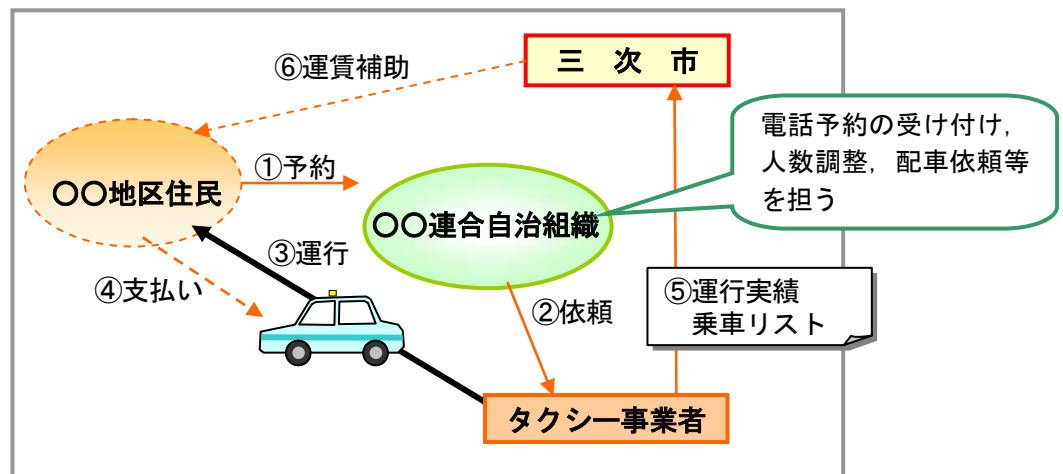 ⑥運賃補助
三 次 市
電話予約の受け付け,
人数調整，配車依頼等
を担う
①予約
〇〇地区住民
〇〇連合自治組織
③運行
④支払い
②依頼
⑤運行実績
乗車リスト
タクシー事業者